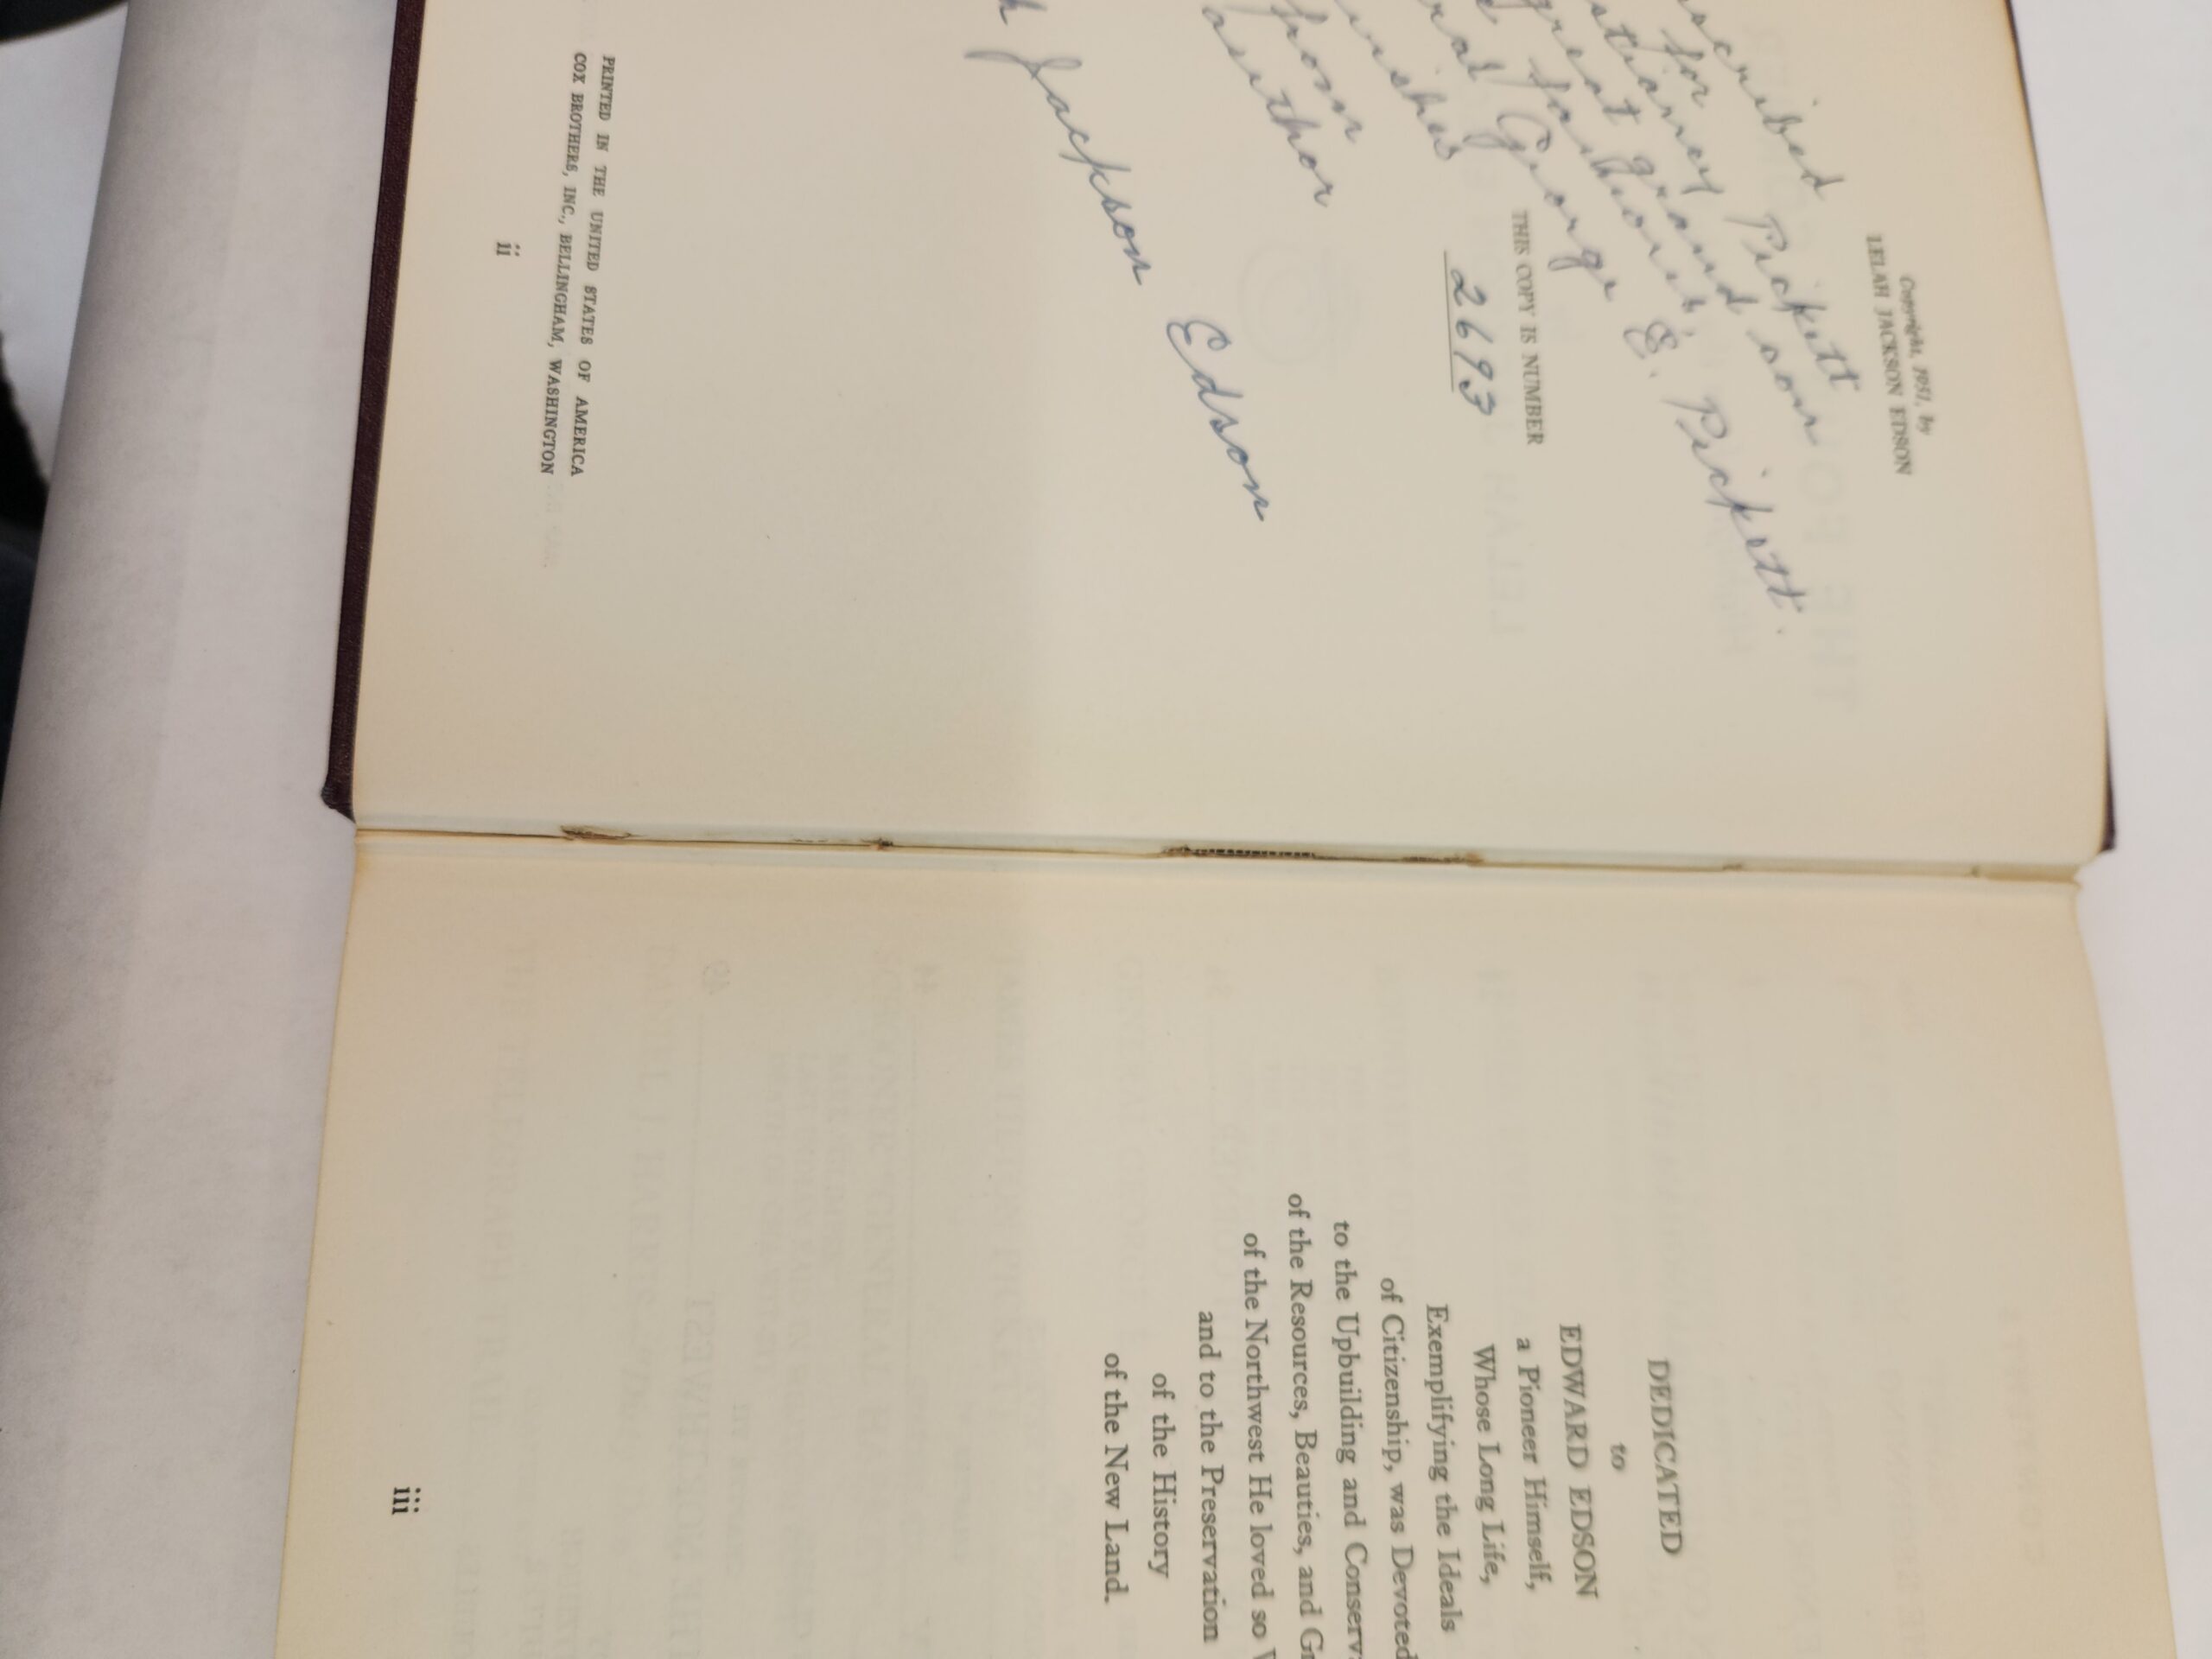 Copyright, 1951, by
LELAH JACKSON EDSON
Pickett
for
great grand son
George E. Pickett.
THIS COPY IS NUMBER
2693
wishes
from
author
Jackson Edson
PRINTED IN THE UNITED STATES OF AMERICA
COX BROTHERS, INC., BELLINGHAM, WASHINGTON
ii
DEDICATED
to
EDWARD EDSON
a Pioneer Himself,
Whose Long Life,
Exemplifying the Ideals
of Citizenship, was Devoted
to the Upbuilding and Conserv
of the Resources, Beauties, and Gr
of the Northwest He loved so
and to the Preservation
of the History
of the New Land.
iii